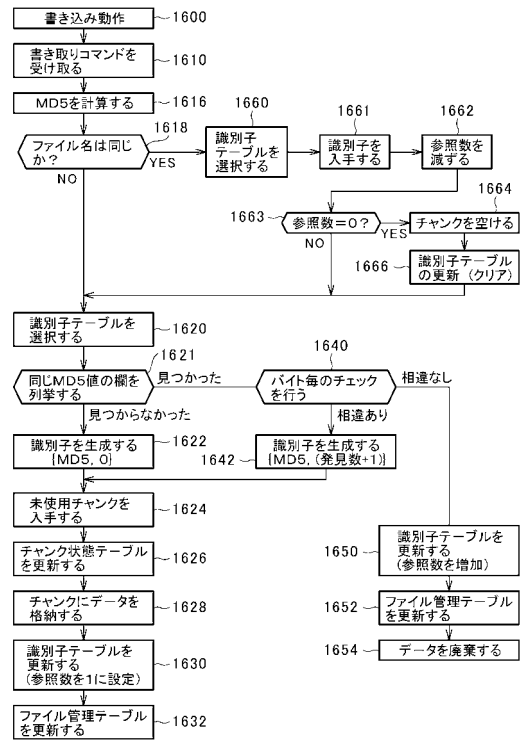 書き込み動作
1600
書き取りコマンドを
受け取る
1610
MD5を計算する
1616
ファイル名は同じ
か?
1618
YES
NO
1660
識別子
テーブルを
選択する
1661
識別子を
入手する
1662
参照数を
減ずる
1663
参照数=0?
YES
NO
1664
チャンクを空ける
1666
識別子テーブル
の更新(クリア)
識別子テーブルを
選択する
1620
1621
同じMD5値の欄を
列挙する
見つかった
見つからなかった
1640
バイト毎のチェック
を行う
相違なし
相違あり
識別子を生成する
{MD5, 0}
1622
1642
識別子を生成する
{MD5, (発見数+1)}
未使用チャンクを
入手する
1624
チャンク状態テーブル
を更新する
1626
チャンクにデータを
格納する
1628
識別子テーブルを
更新する
(参照数を1に設定)
1630
ファイル管理テーブル
を更新する
1632
1650
識別子テーブルを
更新する
(参照数を増加)
1652
ファイル管理テーブル
を更新する
1654
データを廃棄する